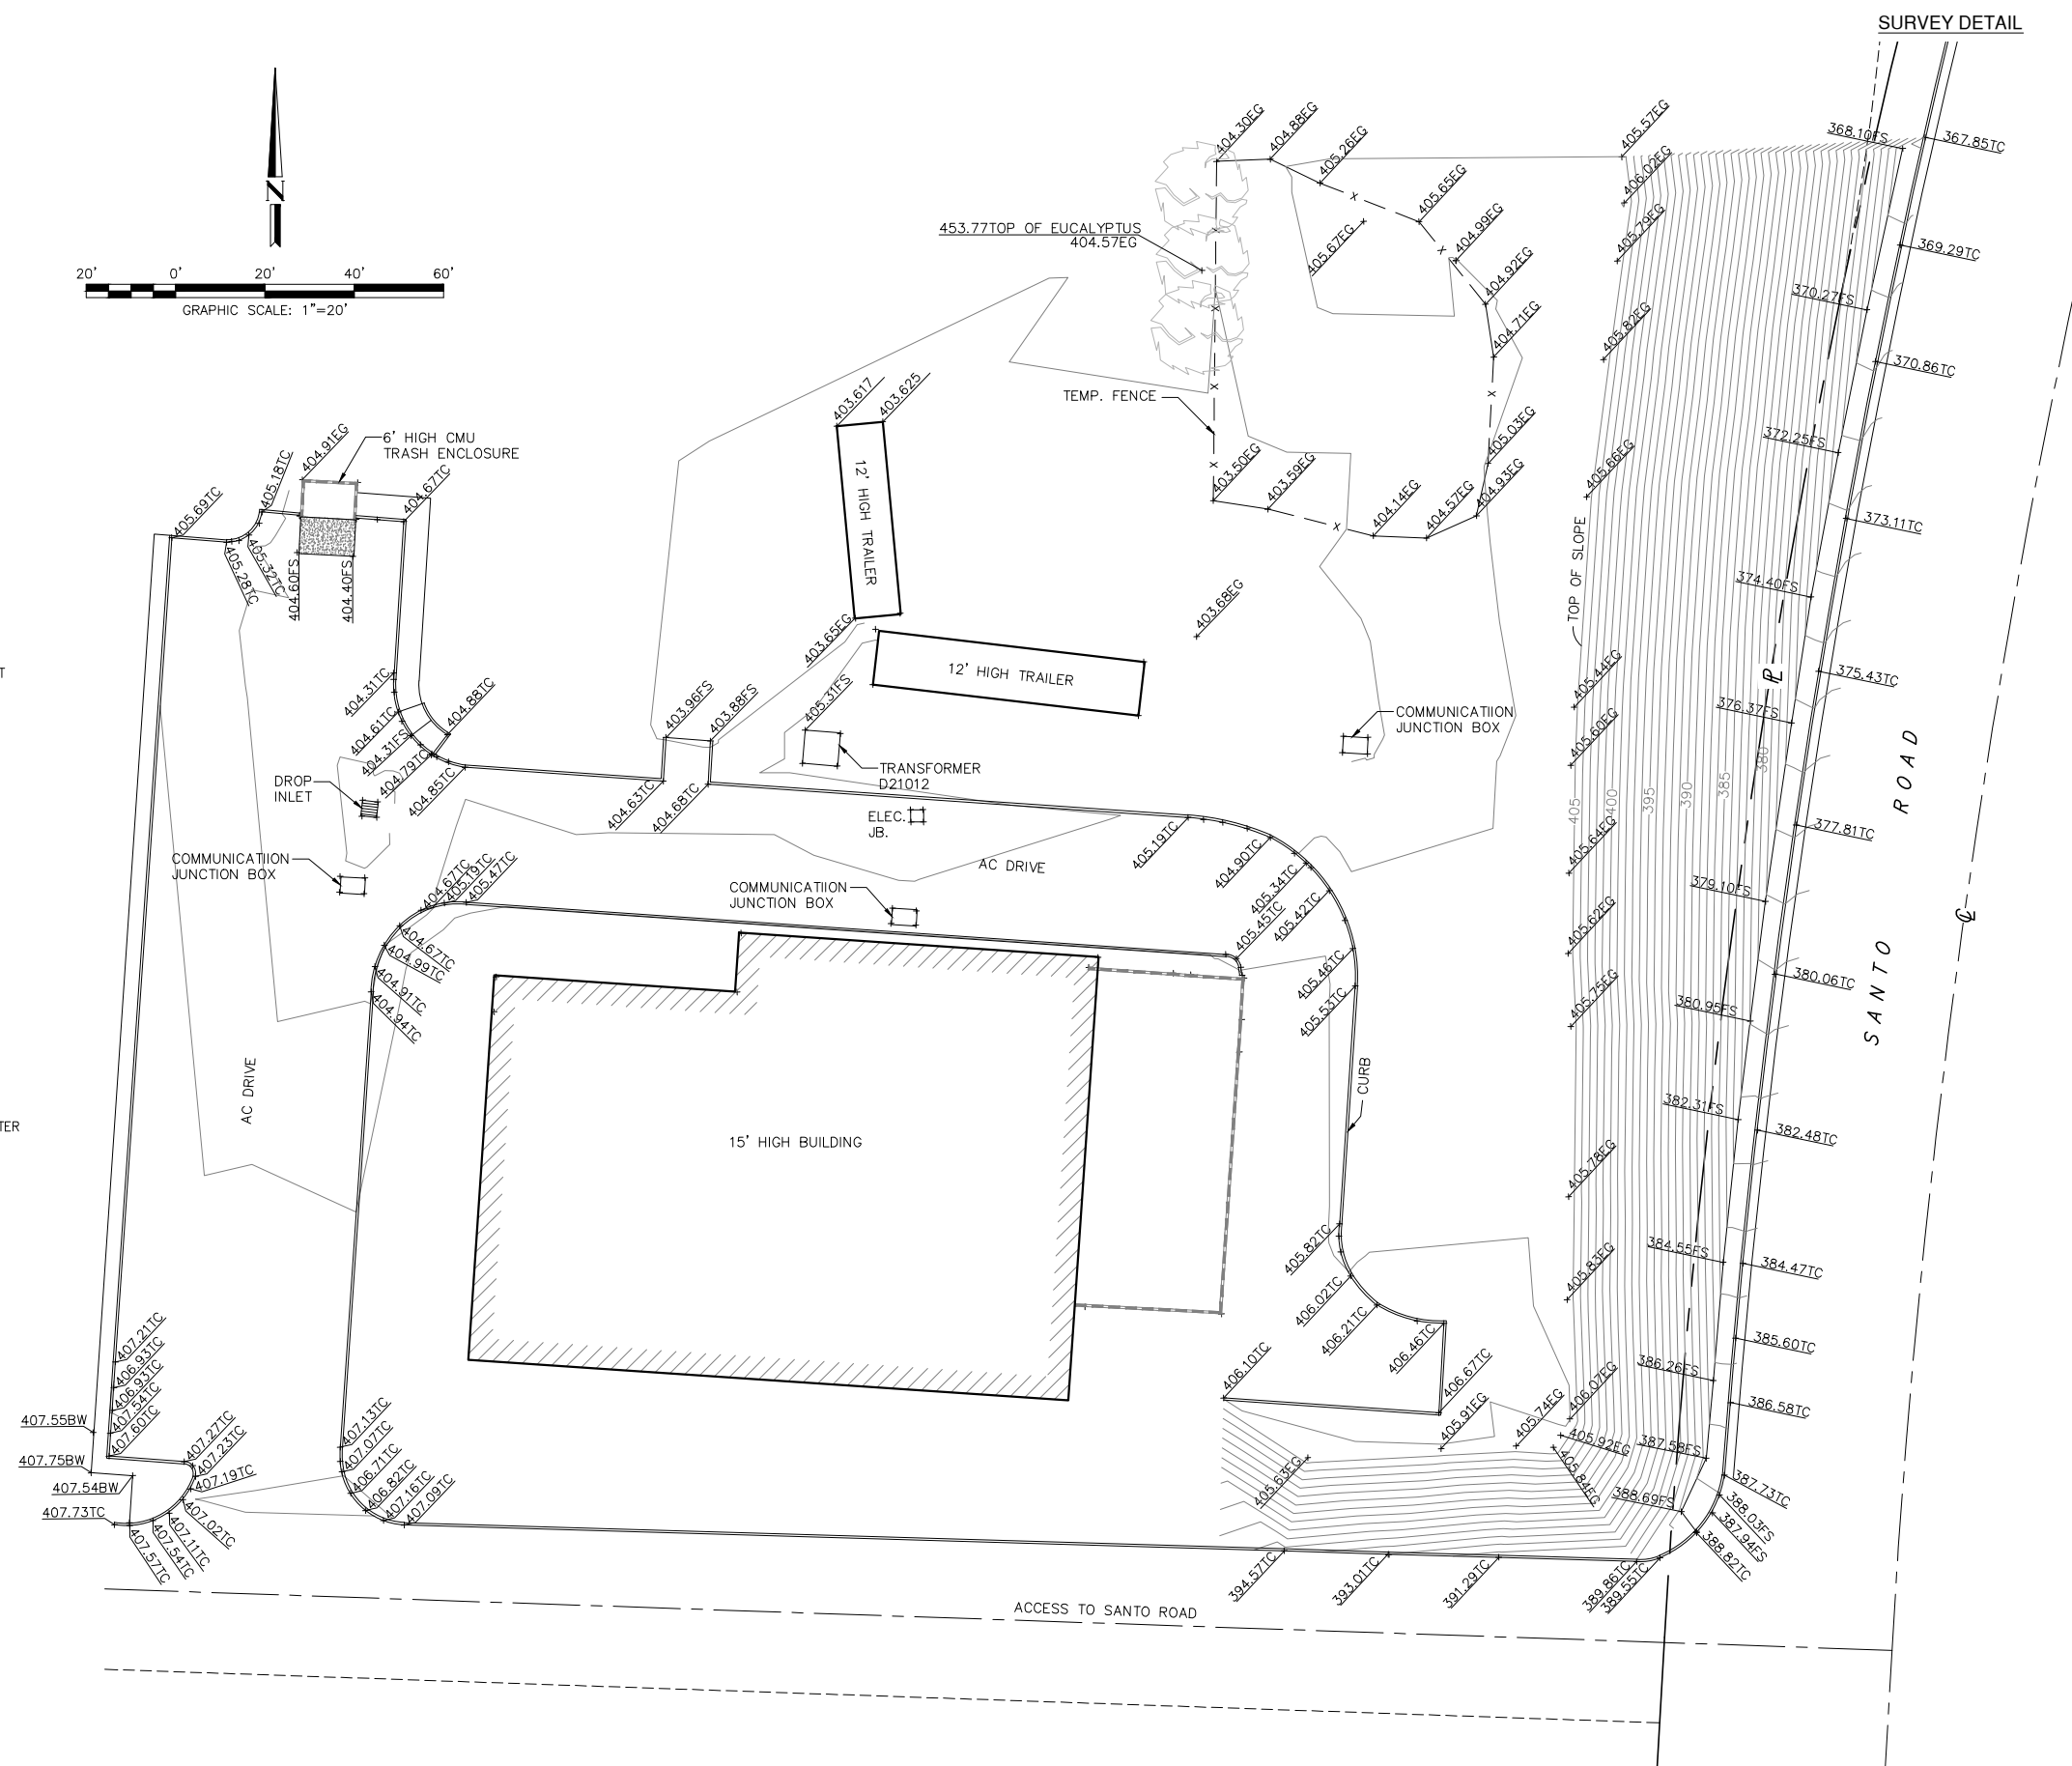 SURVEY DETAIL
N
20' 0' 20' 40' 60'
GRAPHIC SCALE: 1"=20'
404.30EG
404.88EG
405.26EG
405.65EG
405.67EG
404.99EG
404.92EG
404.71EG
405.03EG
404.93EG
404.57EG
404.14EG
403.59EG
403.50EG
453.77TOP OF EUCALYPTUS
404.57EG
TEMP. FENCE
X
X
X
X
X
X
X
X
X
405.57EG
406.02EG
405.79EG
405.82EG
405.66EG
TOP OF SLOPE
405.44EG
405.60EG
405.64EG
405.62EG
405.75EG
405.78EG
405.83EG
406.07EG
405.92EG
405.84EG
405.74EG
405.91EG
405.63EG
405
400
395
390
385
380
368.10FS
370.27FS
372.25FS
374.40FS
376.37FS
379.10FS
380.95FS
382.31FS
384.55FS
386.26FS
387.58FS
388.69FS
367.85TC
369.29TC
370.86TC
373.11TC
375.43TC
377.81TC
380.06TC
382.48TC
384.47TC
385.60TC
386.58TC
387.73TC
388.03FS
387.94FS
388.82TC
389.55TC
389.86TC
391.29TC
393.01TC
394.57TC
PL
SANTO ROAD
CL
403.617
403.625
12' HIGH TRAILER
403.65EG
12' HIGH TRAILER
403.68EG
405.31FS
TRANSFORMER
D21012
ELEC.
JB.
COMMUNICATIION
JUNCTION BOX
6' HIGH CMU
TRASH ENCLOSURE
404.91EG
405.18TC
405.69TC
404.67TC
405.28TC
405.32TC
404.60FS
404.40FS
404.31TC
404.61TC
404.31FS
404.79TC
404.85TC
404.88TC
403.96FS
403.88FS
404.63TC
404.68TC
DROP
INLET
COMMUNICATIION
JUNCTION BOX
404.67TC
405.19TC
405.47TC
404.67TC
404.99TC
404.91TC
404.94TC
COMMUNICATIION
JUNCTION BOX
AC DRIVE
AC DRIVE
405.19TC
404.90TC
405.34TC
405.42TC
405.45TC
405.46TC
405.53TC
CURB
15' HIGH BUILDING
405.82TC
406.02TC
406.21TC
406.46TC
406.67TC
406.10TC
407.21TC
406.93TC
406.93TC
407.54TC
407.60TC
407.55BW
407.75BW
407.54BW
407.73TC
407.27TC
407.23TC
407.19TC
407.02TC
407.11TC
407.54TC
407.57TC
407.13TC
407.07TC
406.71TC
406.82TC
407.16TC
407.09TC
ACCESS TO SANTO ROAD
T
TER